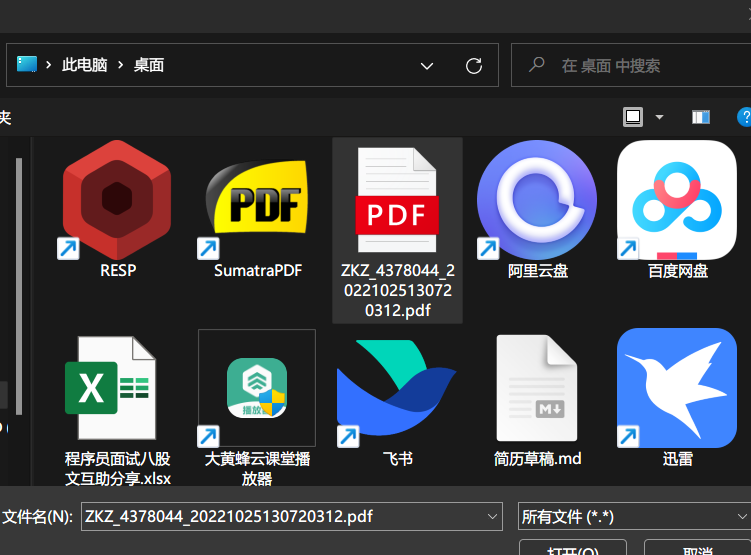 此电脑 › 桌面
在 桌面 中搜索
夹
PDF
PDF
RESP
SumatraPDF
ZKZ_4378044_2
022102513072
0312.pdf
阿里云盘
百度网盘
X
播放
M
程序员面试八股
文互助分享.xlsx
大黄蜂云课堂播
放器
飞书
简历草稿.md
迅雷
文件名(N):
ZKZ_4378044_20221025130720312.pdf
所有文件 (*.*)
打开(O)
取消